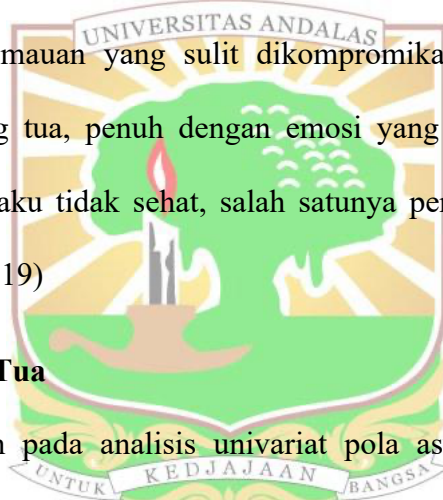 UNIVERSITAS ANDALAS
mauan yang sulit dikompromika
g tua, penuh dengan emosi yang
aku tidak sehat, salah satunya per
19)
Tua
n pada analisis univariat pola as
UNTUK KEDJAJAAN BANGSA